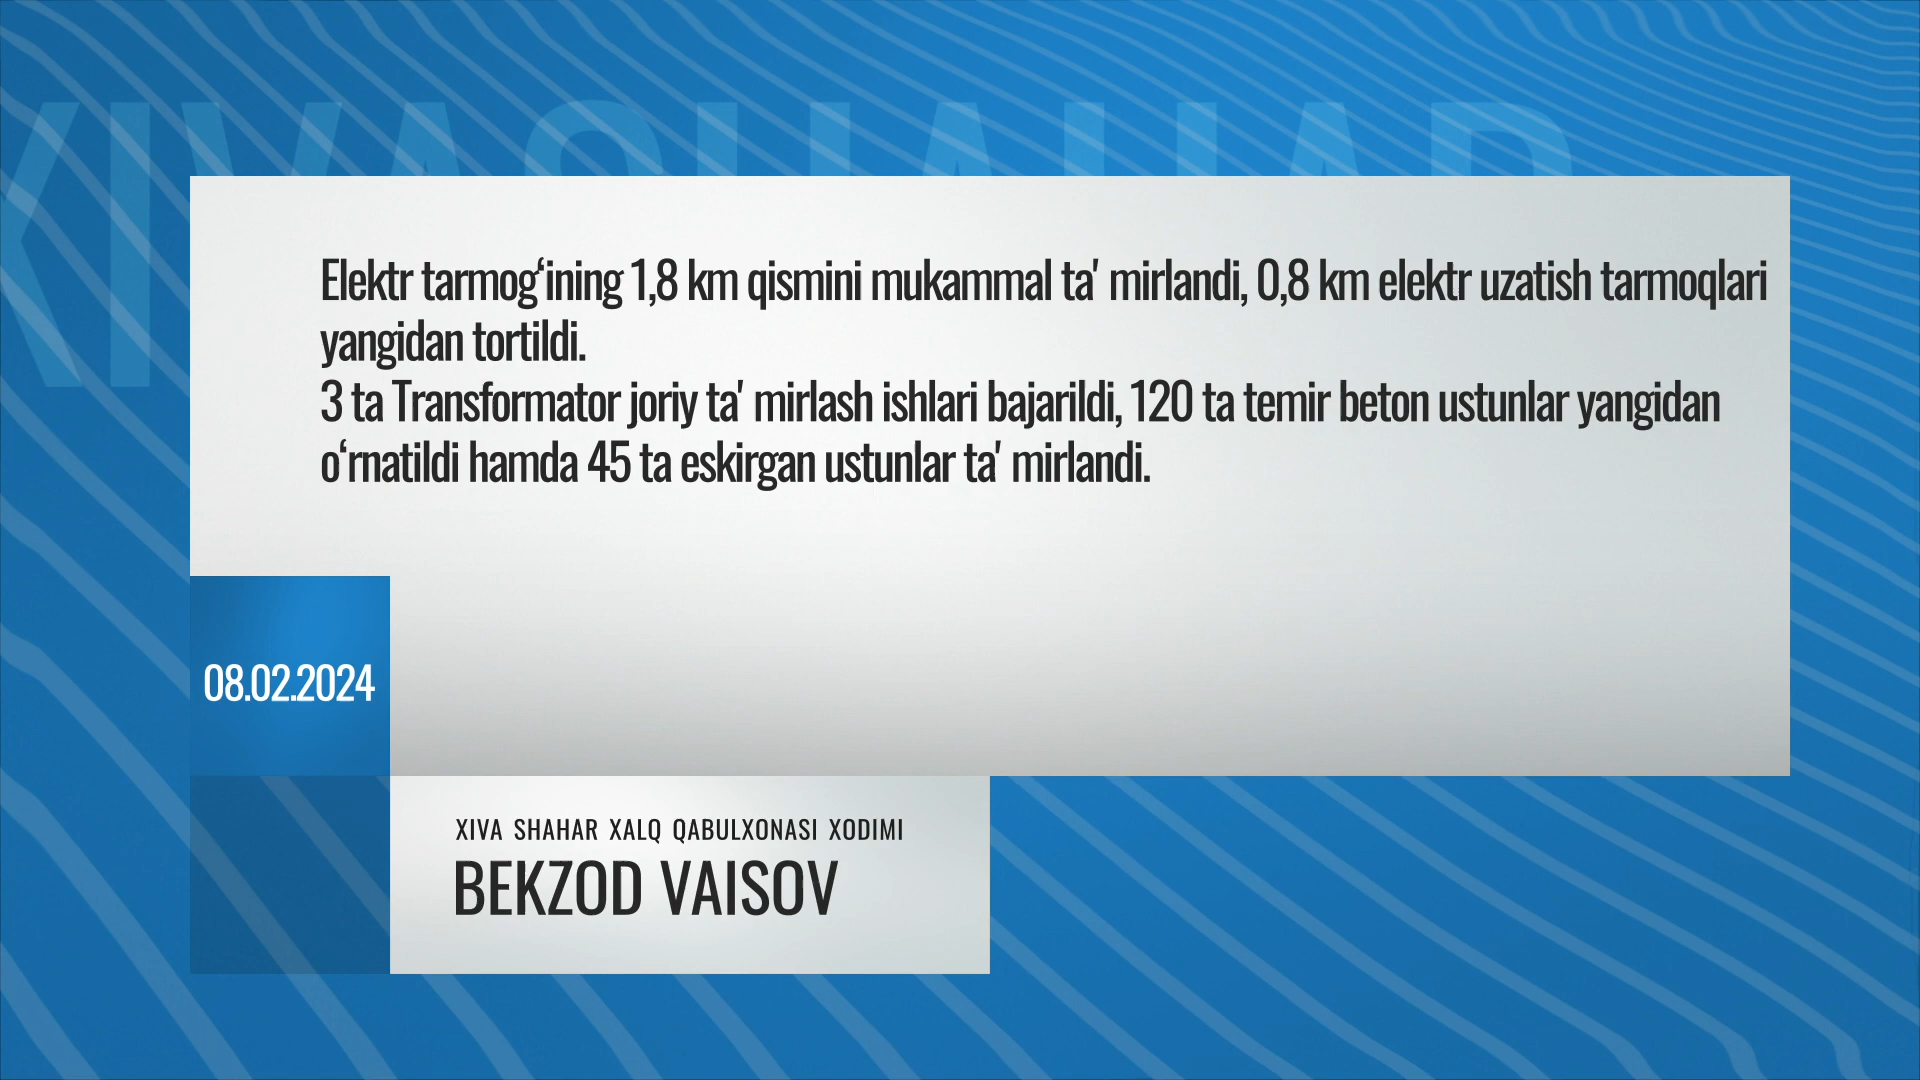 XIVA SHAHAR
Elektr tarmog‘ining 1,8 km qismini mukammal ta' mirlandi, 0,8 km elektr uzatish tarmoqlari
yangidan tortildi.
3 ta Transformator joriy ta' mirlash ishlari bajarildi, 120 ta temir beton ustunlar yangidan
o‘rnatildi hamda 45 ta eskirgan ustunlar ta' mirlandi.
08.02.2024
XIVA SHAHAR XALQ QABULXONASI XODIMI
BEKZOD VAISOV